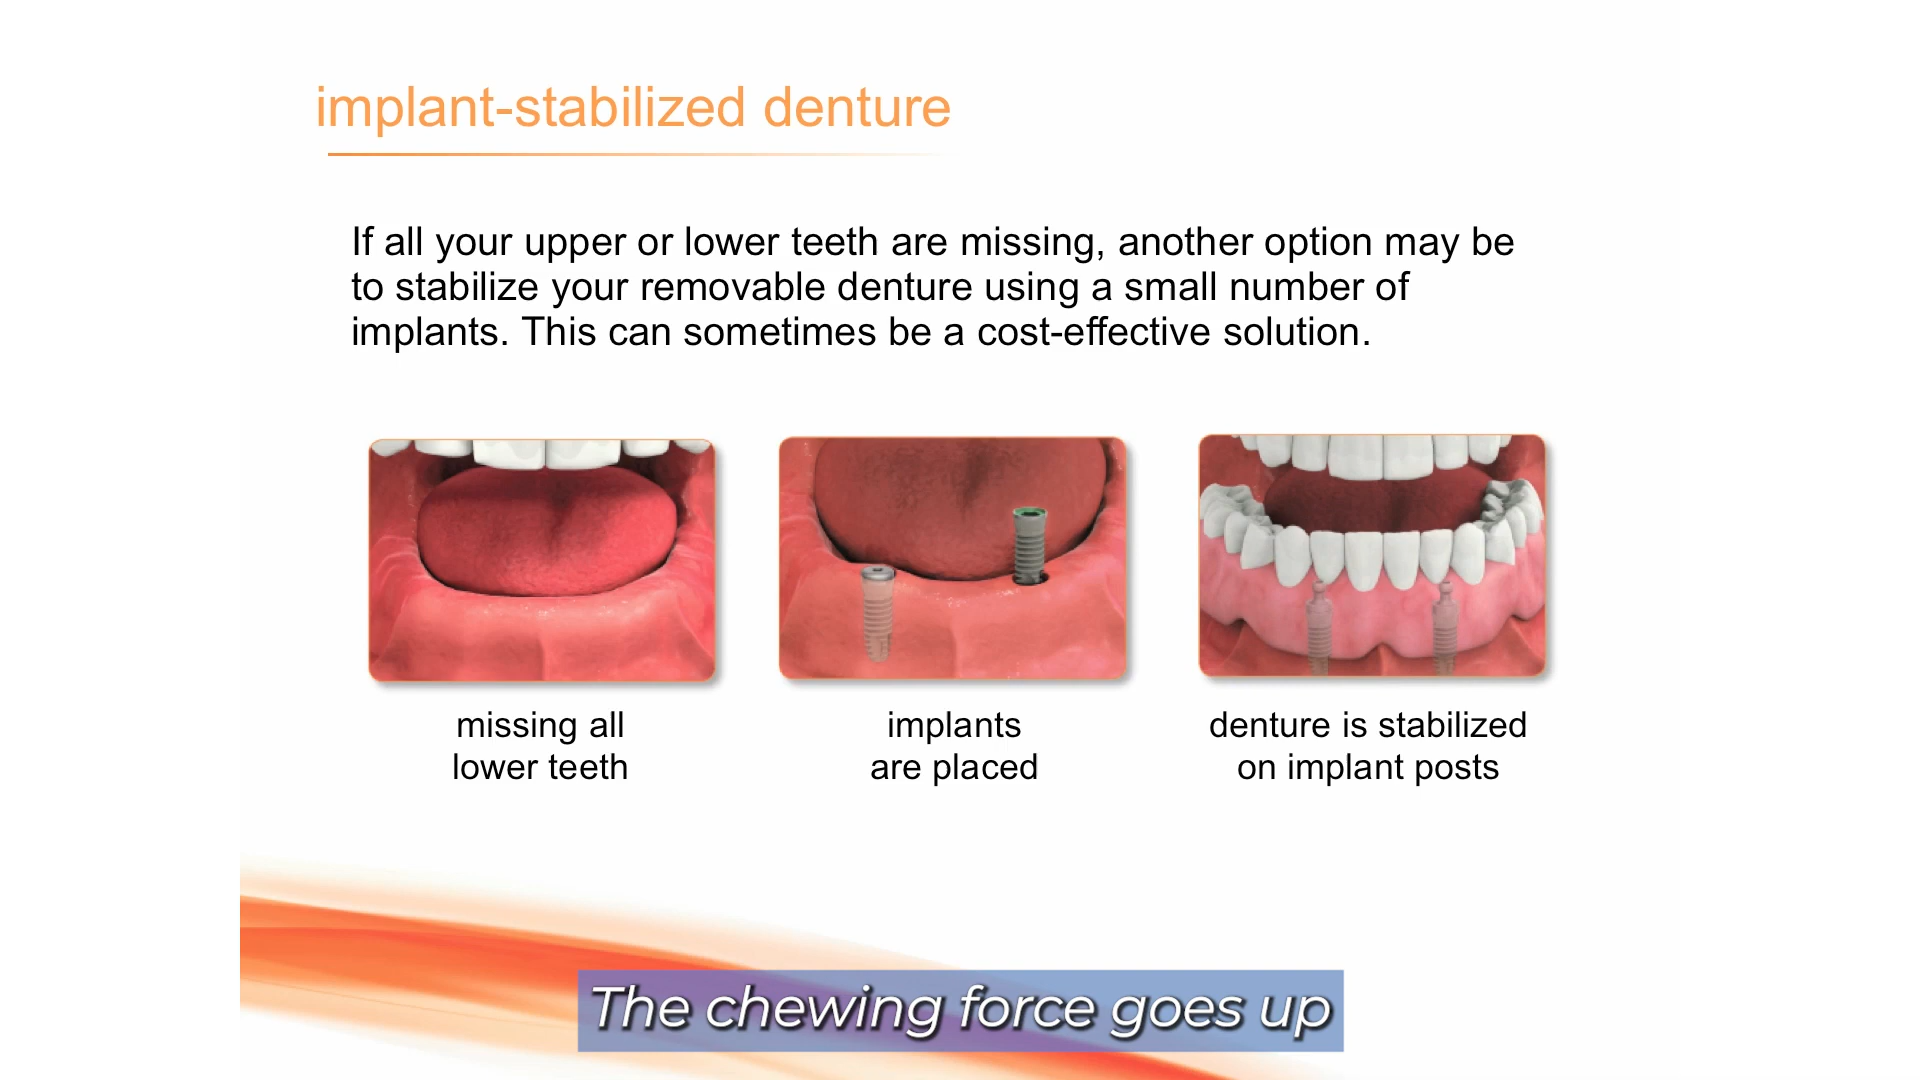 implant-stabilized denture
If all your upper or lower teeth are missing, another option may be
to stabilize your removable denture using a small number of
implants. This can sometimes be a cost-effective solution.
missing all
lower teeth
implants
are placed
denture is stabilized
on implant posts
The chewing force goes up